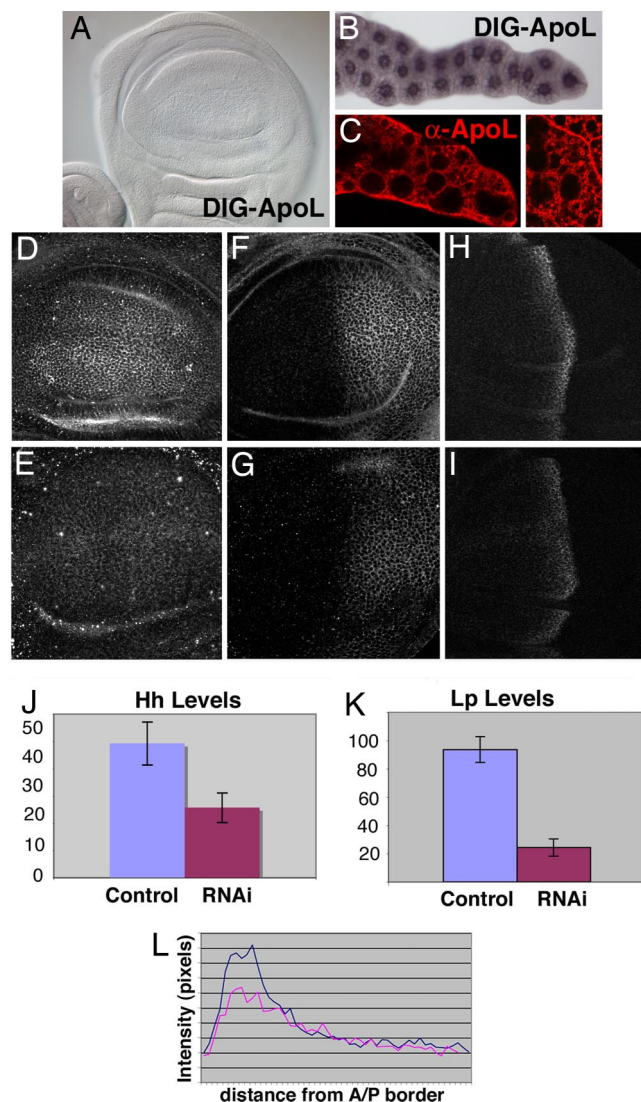 A
DIG-ApoL
B
DIG-ApoL
C
α-ApoL
D
F
H
E
G
I
J
Hh Levels
50
40
30
20
10
0
Control RNAi
K
Lp Levels
100
80
60
40
20
Control RNAi
L
Intensity (pixels)
distance from A/P border